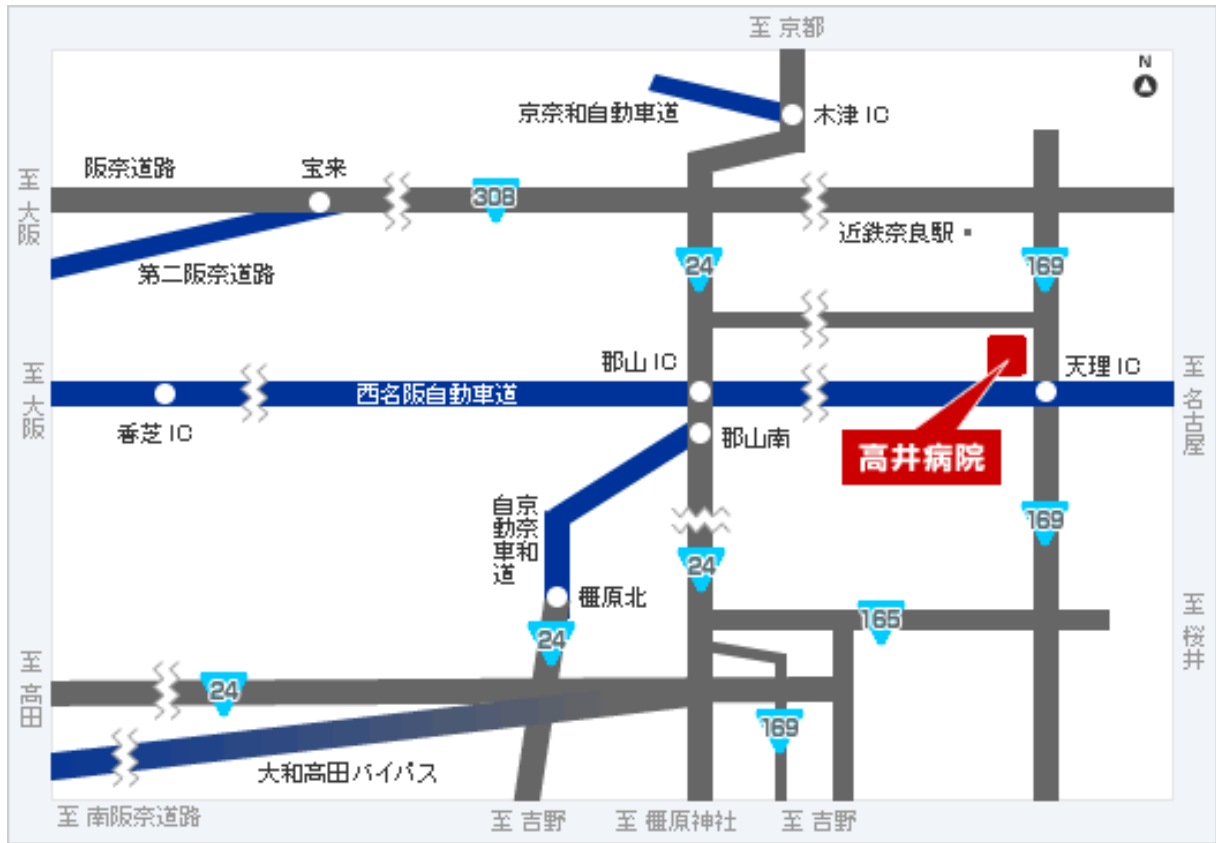 至 京都
N
京奈和自動車道
木津 IC
阪奈道路
宝来
308
至大阪
近鉄奈良駅
第二阪奈道路
24
169
郡山 IC
天理 IC
至大阪
西名阪自動車道
至名古屋
香芝 IC
郡山南
高井病院
京奈和自動車道
169
24
橿原北
165
至桜井
24
至高田
24
169
大和高田バイパス
至 南阪奈道路
至 吉野
至 橿原神社
至 吉野